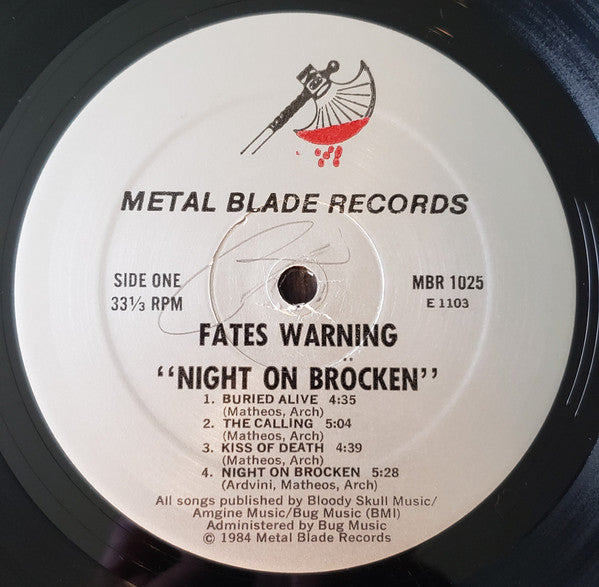 METAL BLADE RECORDS
SIDE ONE
MBR 1025
33⅓ RPM
E 1103
FATES WARNING
"NIGHT ON BRÖCKEN"
1. BURIED ALIVE 4:35
(Matheos, Arch)
2. THE CALLING 5:04
(Matheos, Arch)
3. KISS OF DEATH 4:39
(Matheos, Arch)
4. NIGHT ON BROCKEN 5:28
(Ardvini, Matheos, Arch)
All songs published by Bloody Skull Music/
Amgine Music/Bug Music (BMI)
Administered by Bug Music
© 1984 Metal Blade Records